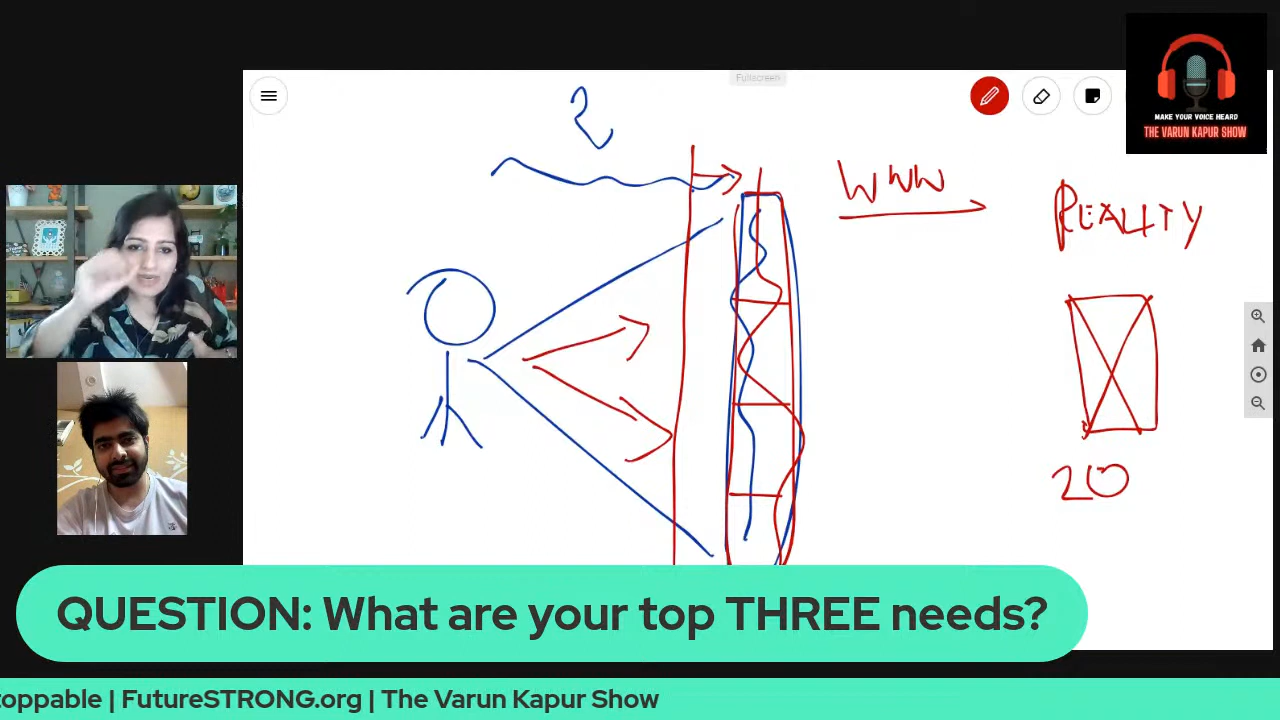 Fullscreen
MAKE YOUR VOICE HEARD
THE VARUN KAPUR SHOW
2
WWW
REALITY
20
QUESTION: What are your top THREE needs?
toppable | FutureSTRONG.org | The Varun Kapur Show